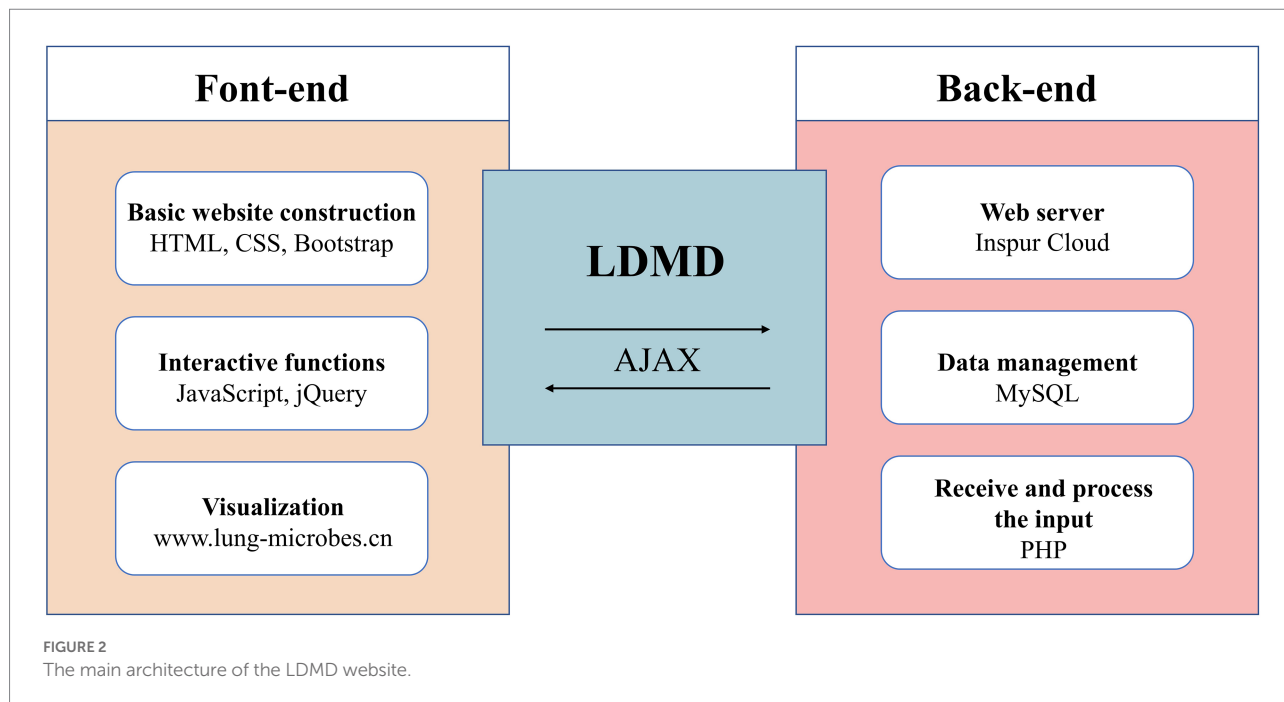 Font-end
Basic website construction
HTML, CSS, Bootstrap
Interactive functions
JavaScript, jQuery
Visualization
www.lung-microbes.cn
LDMD
AJAX
Back-end
Web server
Inspur Cloud
Data management
MySQL
Receive and process
the input
PHP
FIGURE 2
The main architecture of the LDMD website.